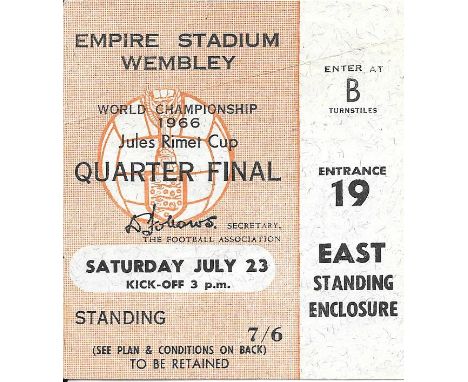 EMPIRE STADIUM
WEMBLEY
WORLD CHAMPIONSHIP
1966
Jules Rimet Cup
QUARTER FINAL
D Follows. SECRETARY,
THE FOOTBALL ASSOCIATION
SATURDAY JULY 23
KICK-OFF 3 p.m.
STANDING
7/6
(SEE PLAN & CONDITIONS ON BACK)
TO BE RETAINED
ENTER AT
B
TURNSTILES
ENTRANCE
19
EAST
STANDING
ENCLOSURE